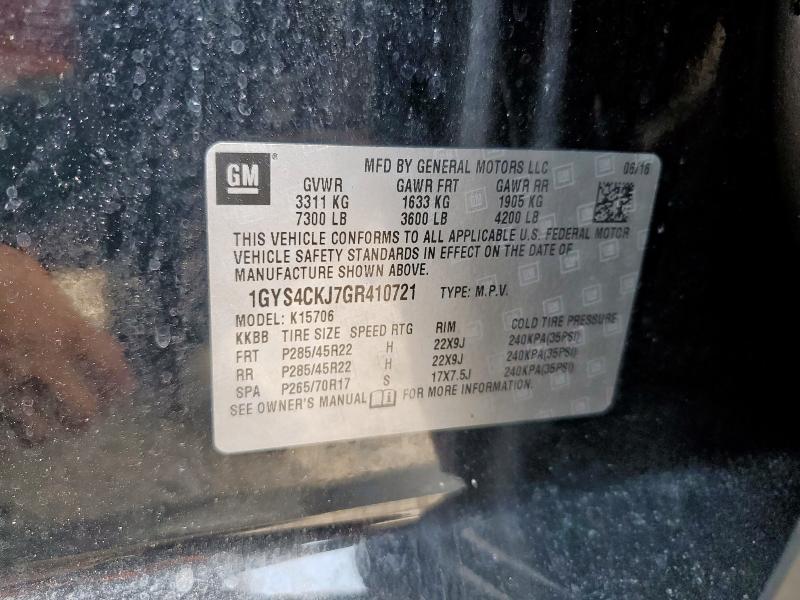 GM ®
MFD BY GENERAL MOTORS LLC 06/16
GVWR GAWR FRT GAWR RR
3311 KG 1633 KG 1905 KG
7300 LB 3600 LB 4200 LB
THIS VEHICLE CONFORMS TO ALL APPLICABLE U.S. FEDERAL MOTOR
VEHICLE SAFETY STANDARDS IN EFFECT ON THE DATE OF
MANUFACTURE SHOWN ABOVE.
1GYS4CKJ7GR410721 TYPE: M.P.V.
MODEL: K15706
KKBB TIRE SIZE SPEED RTG RIM COLD TIRE PRESSURE
FRT P285/45R22 H 22X9J 240KPA(35PSI)
RR P285/45R22 H 22X9J 240KPA(35PSI)
SPA P265/70R17 S 17X7.5J 240KPA(35PSI)
SEE OWNER'S MANUAL FOR MORE INFORMATION.